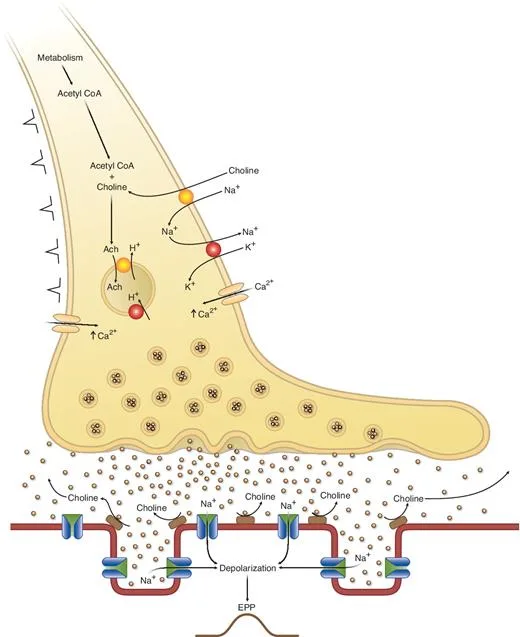 Metabolism
Acetyl CoA
Acetyl CoA
+
Choline
Choline
Na+
Na+
Na+
K+
Ach
H+
Ach
H+
K+
Ca2+
↑Ca2+
↑Ca2+
Choline
Choline
Na+
Choline
Na+
Choline
Choline
Na+
Na+
Depolarization
EPP